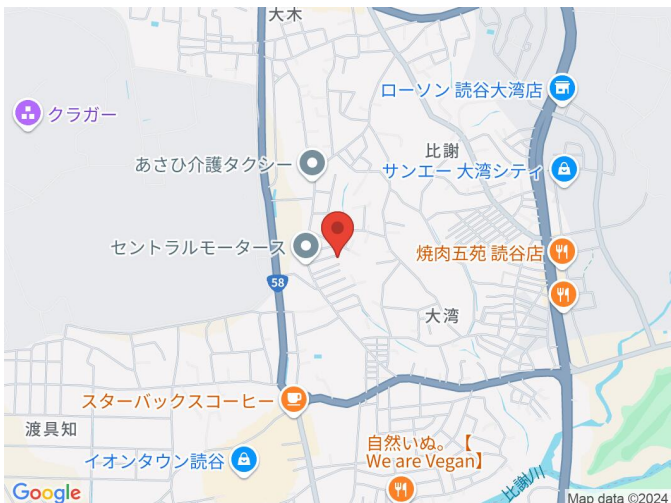 大木
ローソン 読谷大湾店
クラガー
比謝
あさひ介護タクシー
サンエー 大湾シティ
セントラルモータース
焼肉五苑 読谷店
58
大湾
スターバックスコーヒー
渡具知
自然いぬ。【
We are Vegan】
イオンタウン読谷
比謝川
Google
Map data ©2024